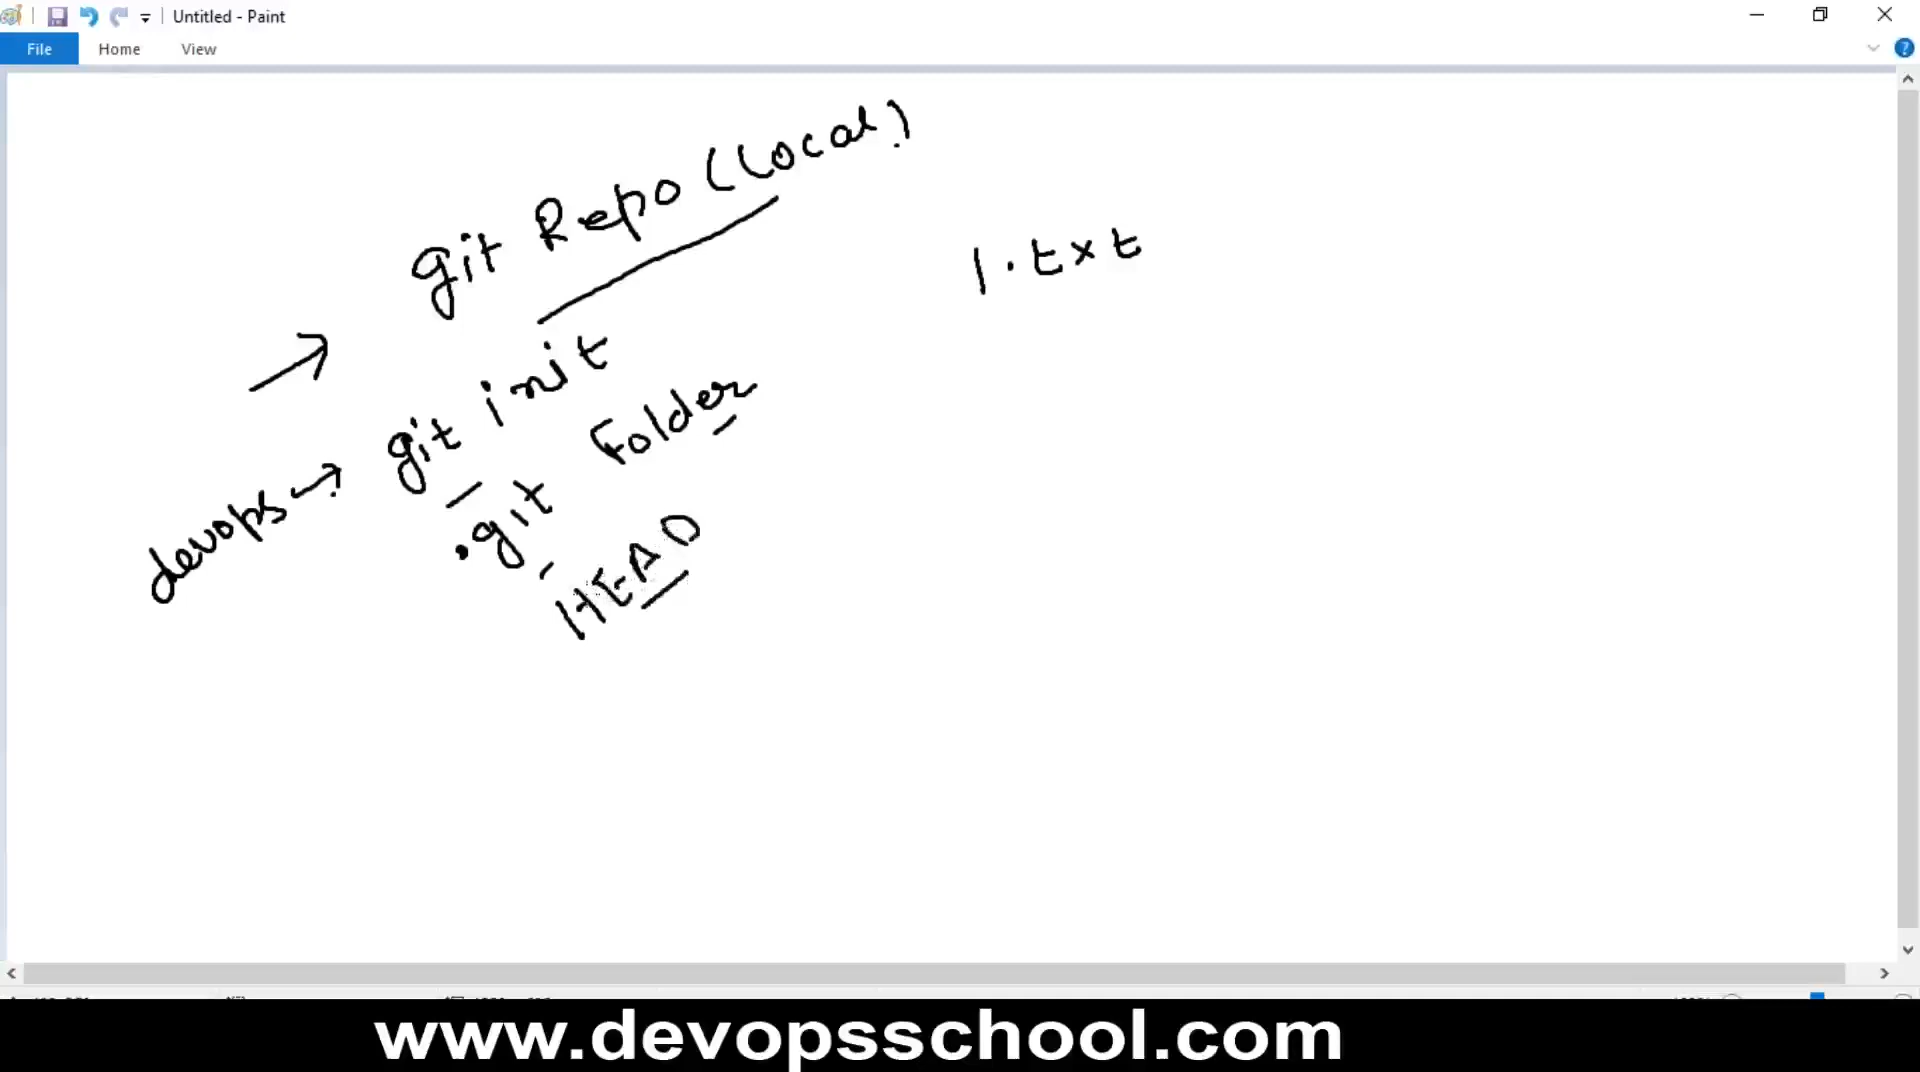 Untitled - Paint
File Home View
git Repo (Local)
1.txt
git init
devops → .git Folder
HEAD
www.devopsschool.com